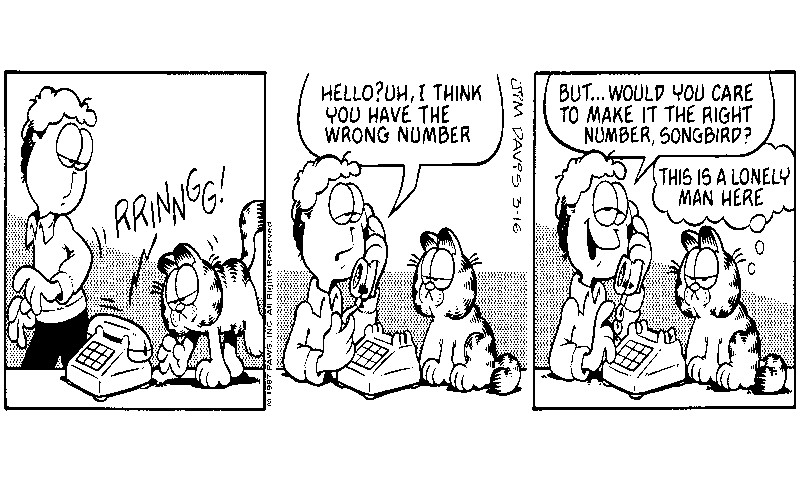 RRINNGG!
© 1987 PAWS, INC. All Rights Reserved
HELLO? UH, I THINK
YOU HAVE THE
WRONG NUMBER
JIM DAVIS 3-16
BUT... WOULD YOU CARE
TO MAKE IT THE RIGHT
NUMBER, SONGBIRD?
THIS IS A LONELY
MAN HERE